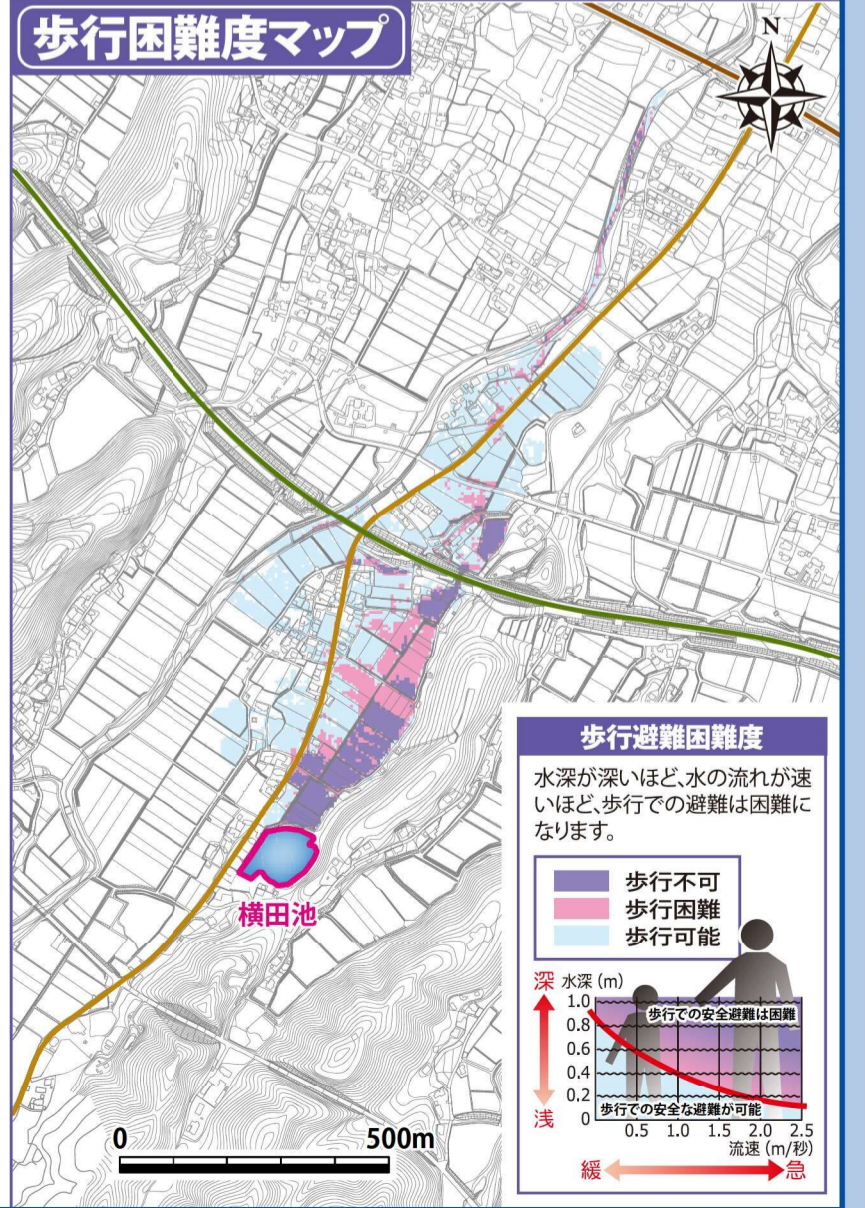 歩行困難度マップ
N
横田池
0 500m
歩行避難困難度
水深が深いほど、水の流れが速
いほど、歩行での避難は困難に
なります。
歩行不可
歩行困難
歩行可能
深 水深(m)
1.0
歩行での安全避難は困難
0.8
0.6
0.4
0.2
歩行での安全な避難が可能
浅 0
0.5 1.0 1.5 2.0 2.5
流速(m/秒)
緩 急